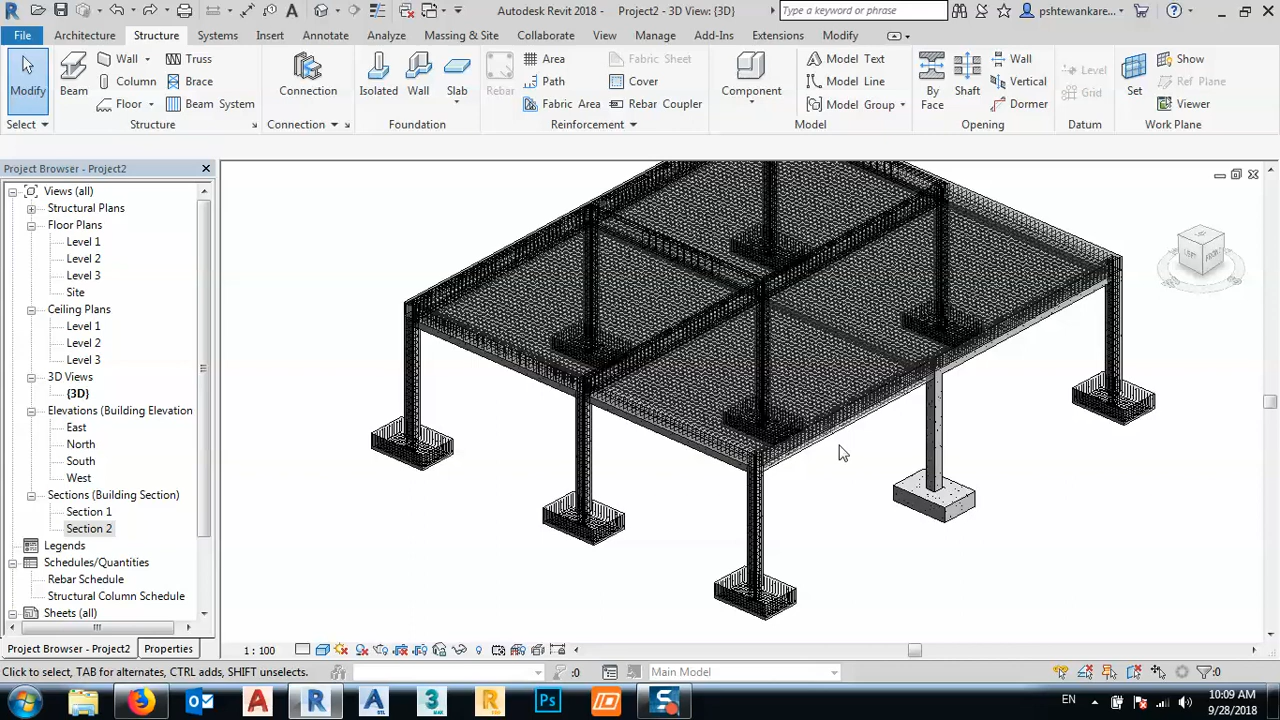 Autodesk Revit 2018 - Project2 - 3D View: {3D}
Type a keyword or phrase
pshtewankare...
File Architecture Structure Systems Insert Annotate Analyze Massing & Site Collaborate View Manage Add-Ins Extensions Modify
Modify
Select
Beam
Wall
Column
Floor
Truss
Brace
Beam System
Structure
Connection
Connection
Isolated
Wall
Slab
Foundation
Rebar
Area
Path
Fabric Area
Fabric Sheet
Cover
Rebar Coupler
Reinforcement
Component
Model Text
Model Line
Model Group
Model
By Face
Shaft
Wall
Vertical
Dormer
Opening
Level
Grid
Datum
Set
Show
Ref Plane
Viewer
Work Plane
Project Browser - Project2
Views (all)
Structural Plans
Floor Plans
Level 1
Level 2
Level 3
Site
Ceiling Plans
Level 1
Level 2
Level 3
3D Views
{3D}
Elevations (Building Elevation
East
North
South
West
Sections (Building Section)
Section 1
Section 2
Legends
Schedules/Quantities
Rebar Schedule
Structural Column Schedule
Sheets (all)
Project Browser - Project2 Properties
LEFT FRONT
1 : 100
Click to select, TAB for alternates, CTRL adds, SHIFT unselects.
:0
Main Model
:0
EN
10:09 AM
9/28/2018